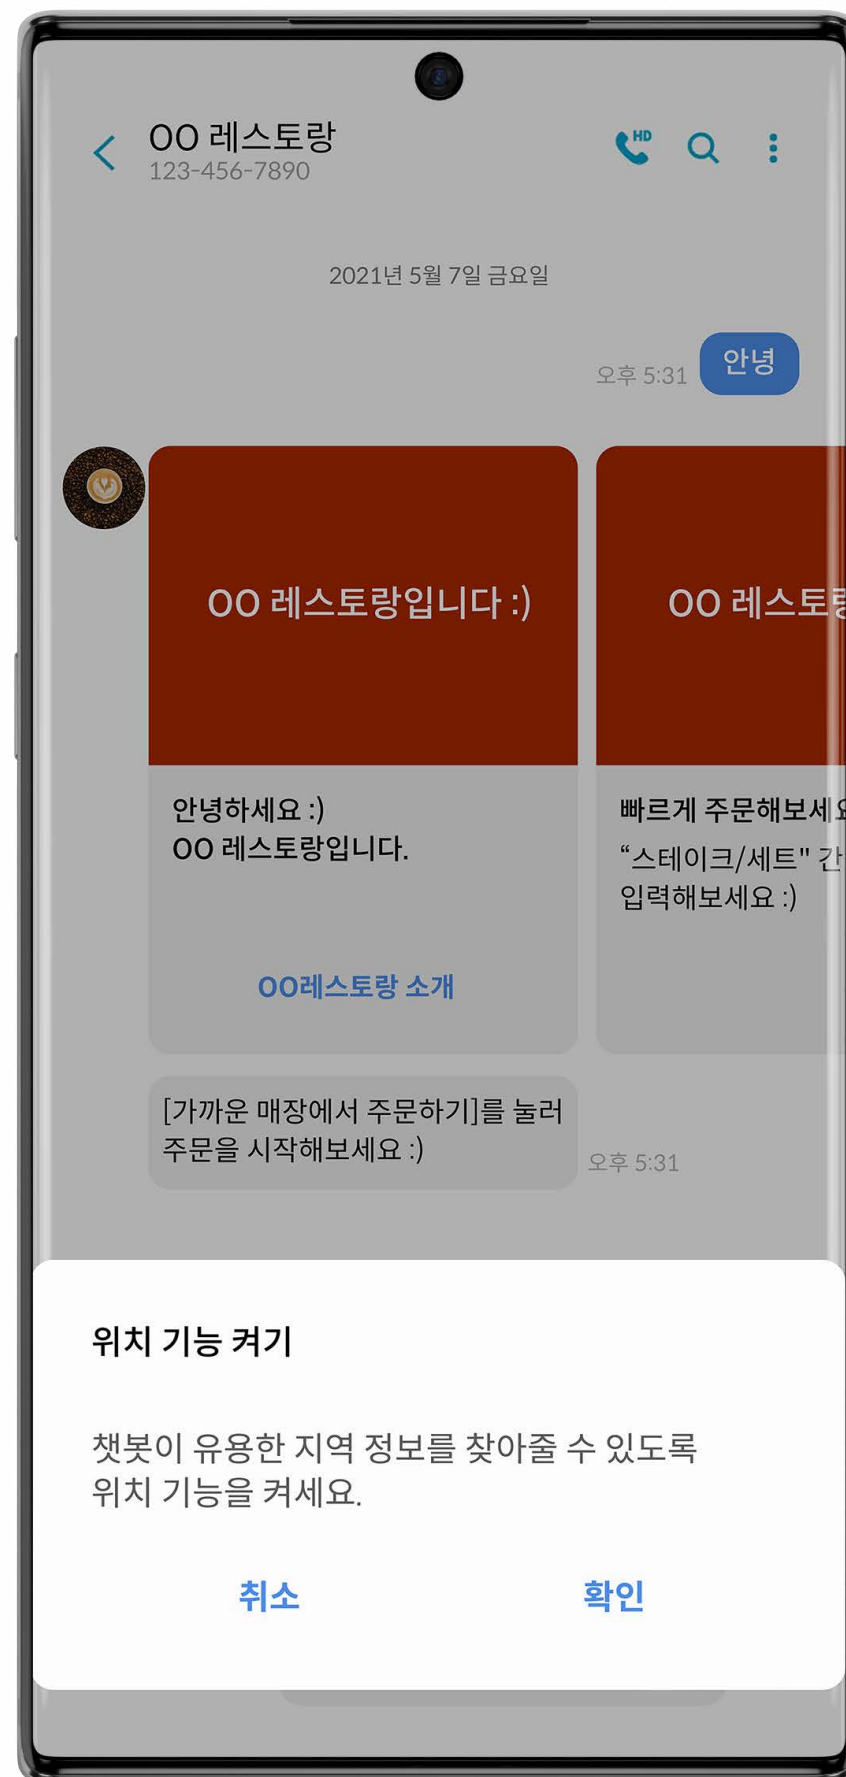 OO 레스토랑
HD
123-456-7890
2021년 5월 7일 금요일
안녕
오후 5:31
OO 레스토랑입니다 :)
OO 레스토랑
안녕하세요 :)
OO 레스토랑입니다.
OO레스토랑 소개
빠르게 주문해보세요
“스테이크/세트" 간
입력해보세요 :)
[가까운 매장에서 주문하기]를 눌러
주문을 시작해보세요 :)
오후 5:31
위치 기능 켜기
챗봇이 유용한 지역 정보를 찾아줄 수 있도록
위치 기능을 켜세요.
취소
확인